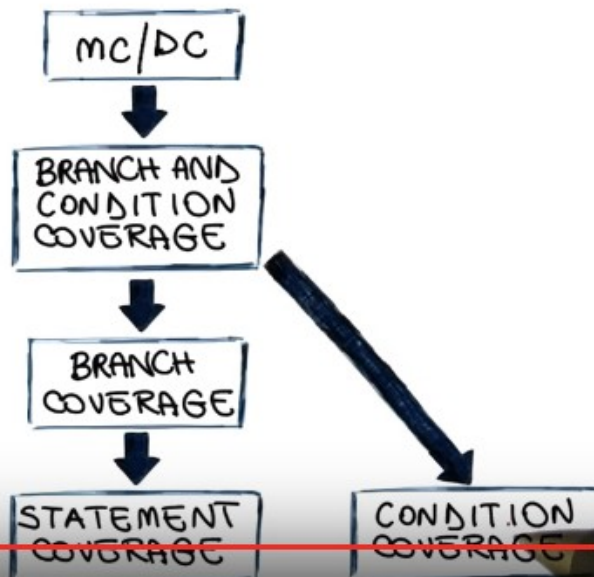 MC/DC
BRANCH AND
CONDITION
COVERAGE
BRANCH
COVERAGE
STATEMENT
COVERAGE
CONDITION
COVERAGE